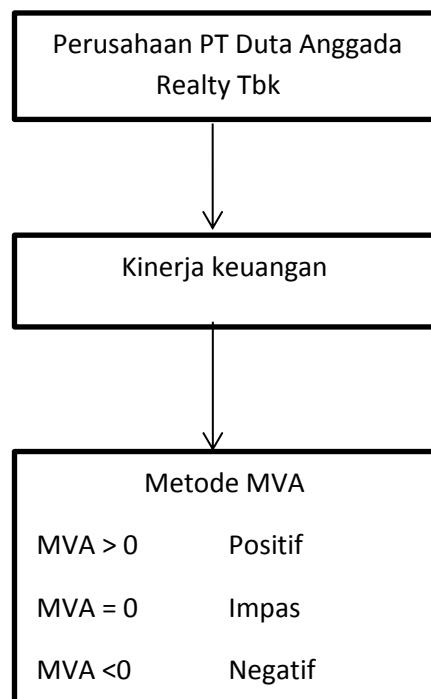 Perusahaan PT Duta Anggada
Realty Tbk
Kinerja keuangan
Metode MVA
MVA > 0 Positif
MVA = 0 Impas
MVA <0 Negatif